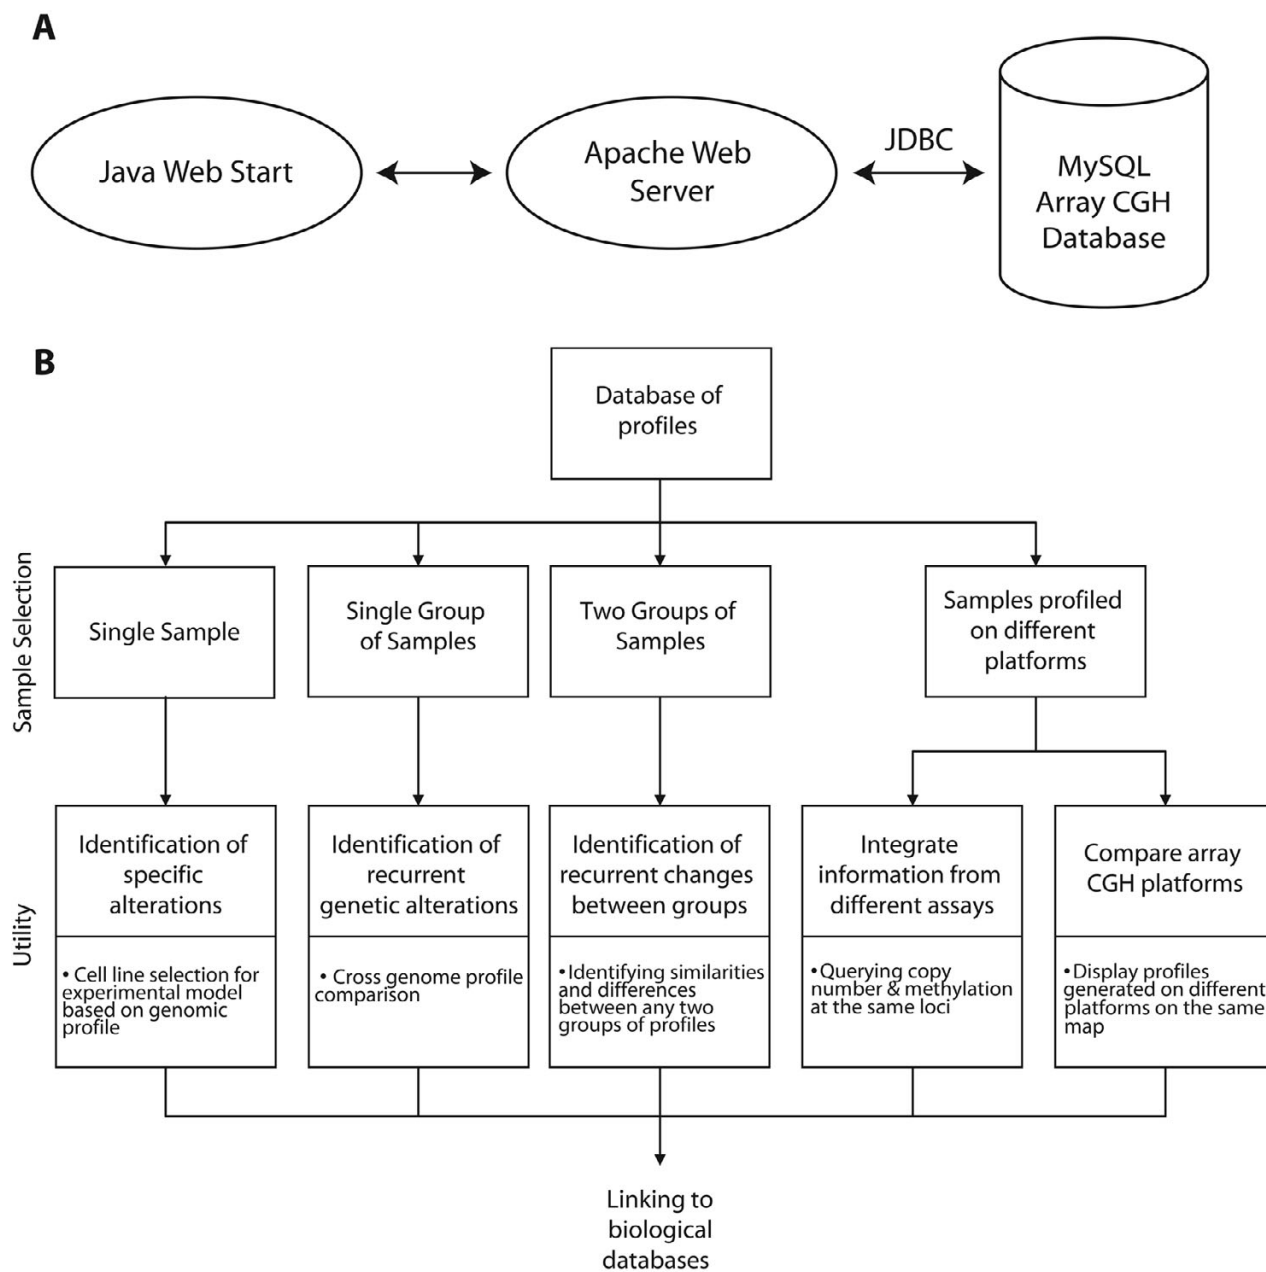 A
Java Web Start
Apache Web
Server
JDBC
MySQL
Array CGH
Database
B
Database of
profiles
Sample Selection
Single Sample
Single Group
of Samples
Two Groups of
Samples
Samples profiled
on different
platforms
Utility
Identification of
specific
alterations
• Cell line selection for
experimental model
based on genomic
profile
Identification of
recurrent
genetic alterations
• Cross genome profile
comparison
Identification of
recurrent changes
between groups
•Identifying similarities
and differences
between any two
groups of profiles
Integrate
information from
different assays
•Querying copy
number & methylation
at the same loci
Compare array
CGH platforms
•Display profiles
generated on different
platforms on the same
map
Linking to
biological
databases